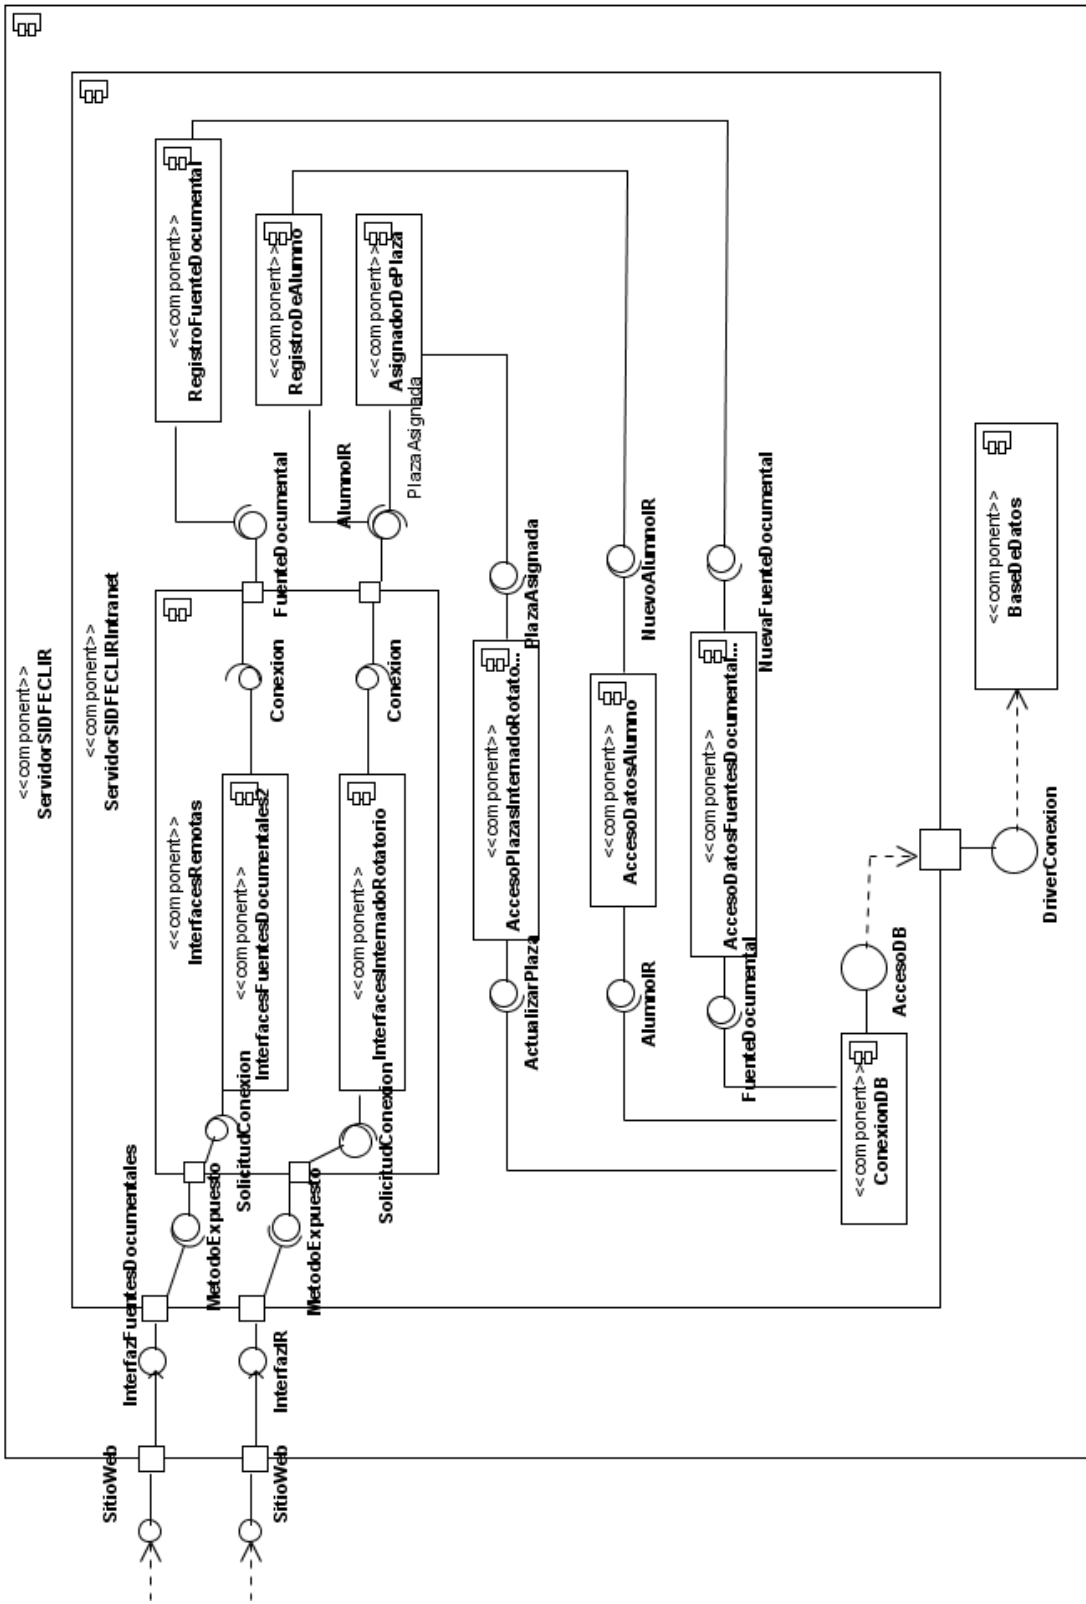 <<component>>
ServidorSIDFECLIR
<<component>>
ServidorSIDFECLIRIntranet
SitioWeb
InterfazFuentesDocumentales
MetodoExpuesto
<<component>>
InterfacesRemotas
SolicitudConexion
<<component>>
InterfacesFuentesDocumentales2
Conexion
FuenteDocumental
<<component>>
RegistroFuenteDocumental
SitioWeb
InterfazIR
MetodoExpuesto
SolicitudConexion
<<component>>
InterfacesInternadoRotatorio
Conexion
AlumnoIR
<<component>>
RegistroDeAlumno
PlazaAsignada
<<component>>
AsignadorDePlaza
ActualizarPlaza
<<component>>
AccesoPlazasInternadoRotato...
PlazaAsignada
AlumnoIR
<<component>>
AccesoDatosAlumno
NuevoAlumnoIR
FuenteDocumental
<<component>>
AccesoDatosFuentesDocumental...
NuevaFuenteDocumental
<<component>>
ConexionDB
AccesoDB
DriverConexion
<<component>>
BaseDeDatos